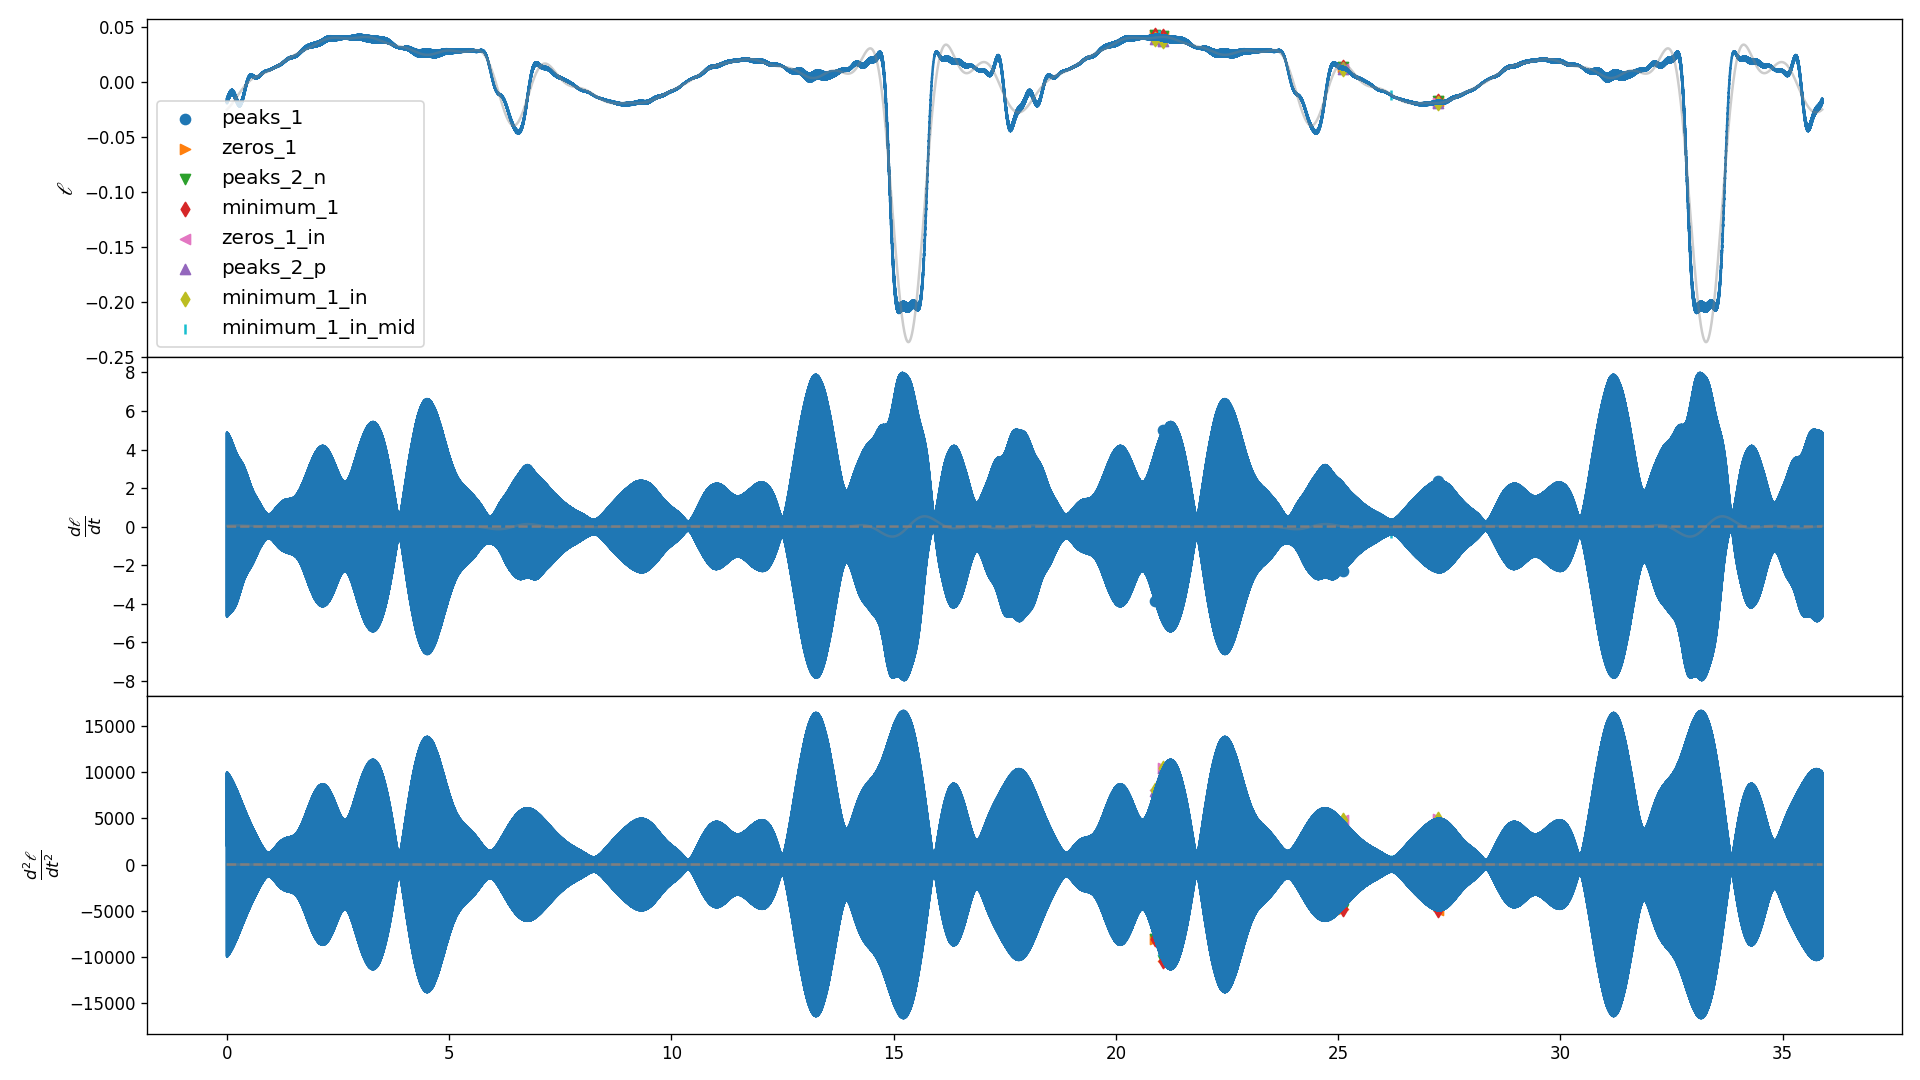 0.05
0.00
−0.05
−0.10
−0.15
−0.20
−0.25
ℓ
peaks_1
zeros_1
peaks_2_n
minimum_1
zeros_1_in
peaks_2_p
minimum_1_in
minimum_1_in_mid
8
6
4
2
0
−2
−4
−6
−8
dℓ
dt
15000
10000
5000
0
−5000
−10000
−15000
d²ℓ
dt²
0 5 10 15 20 25 30 35